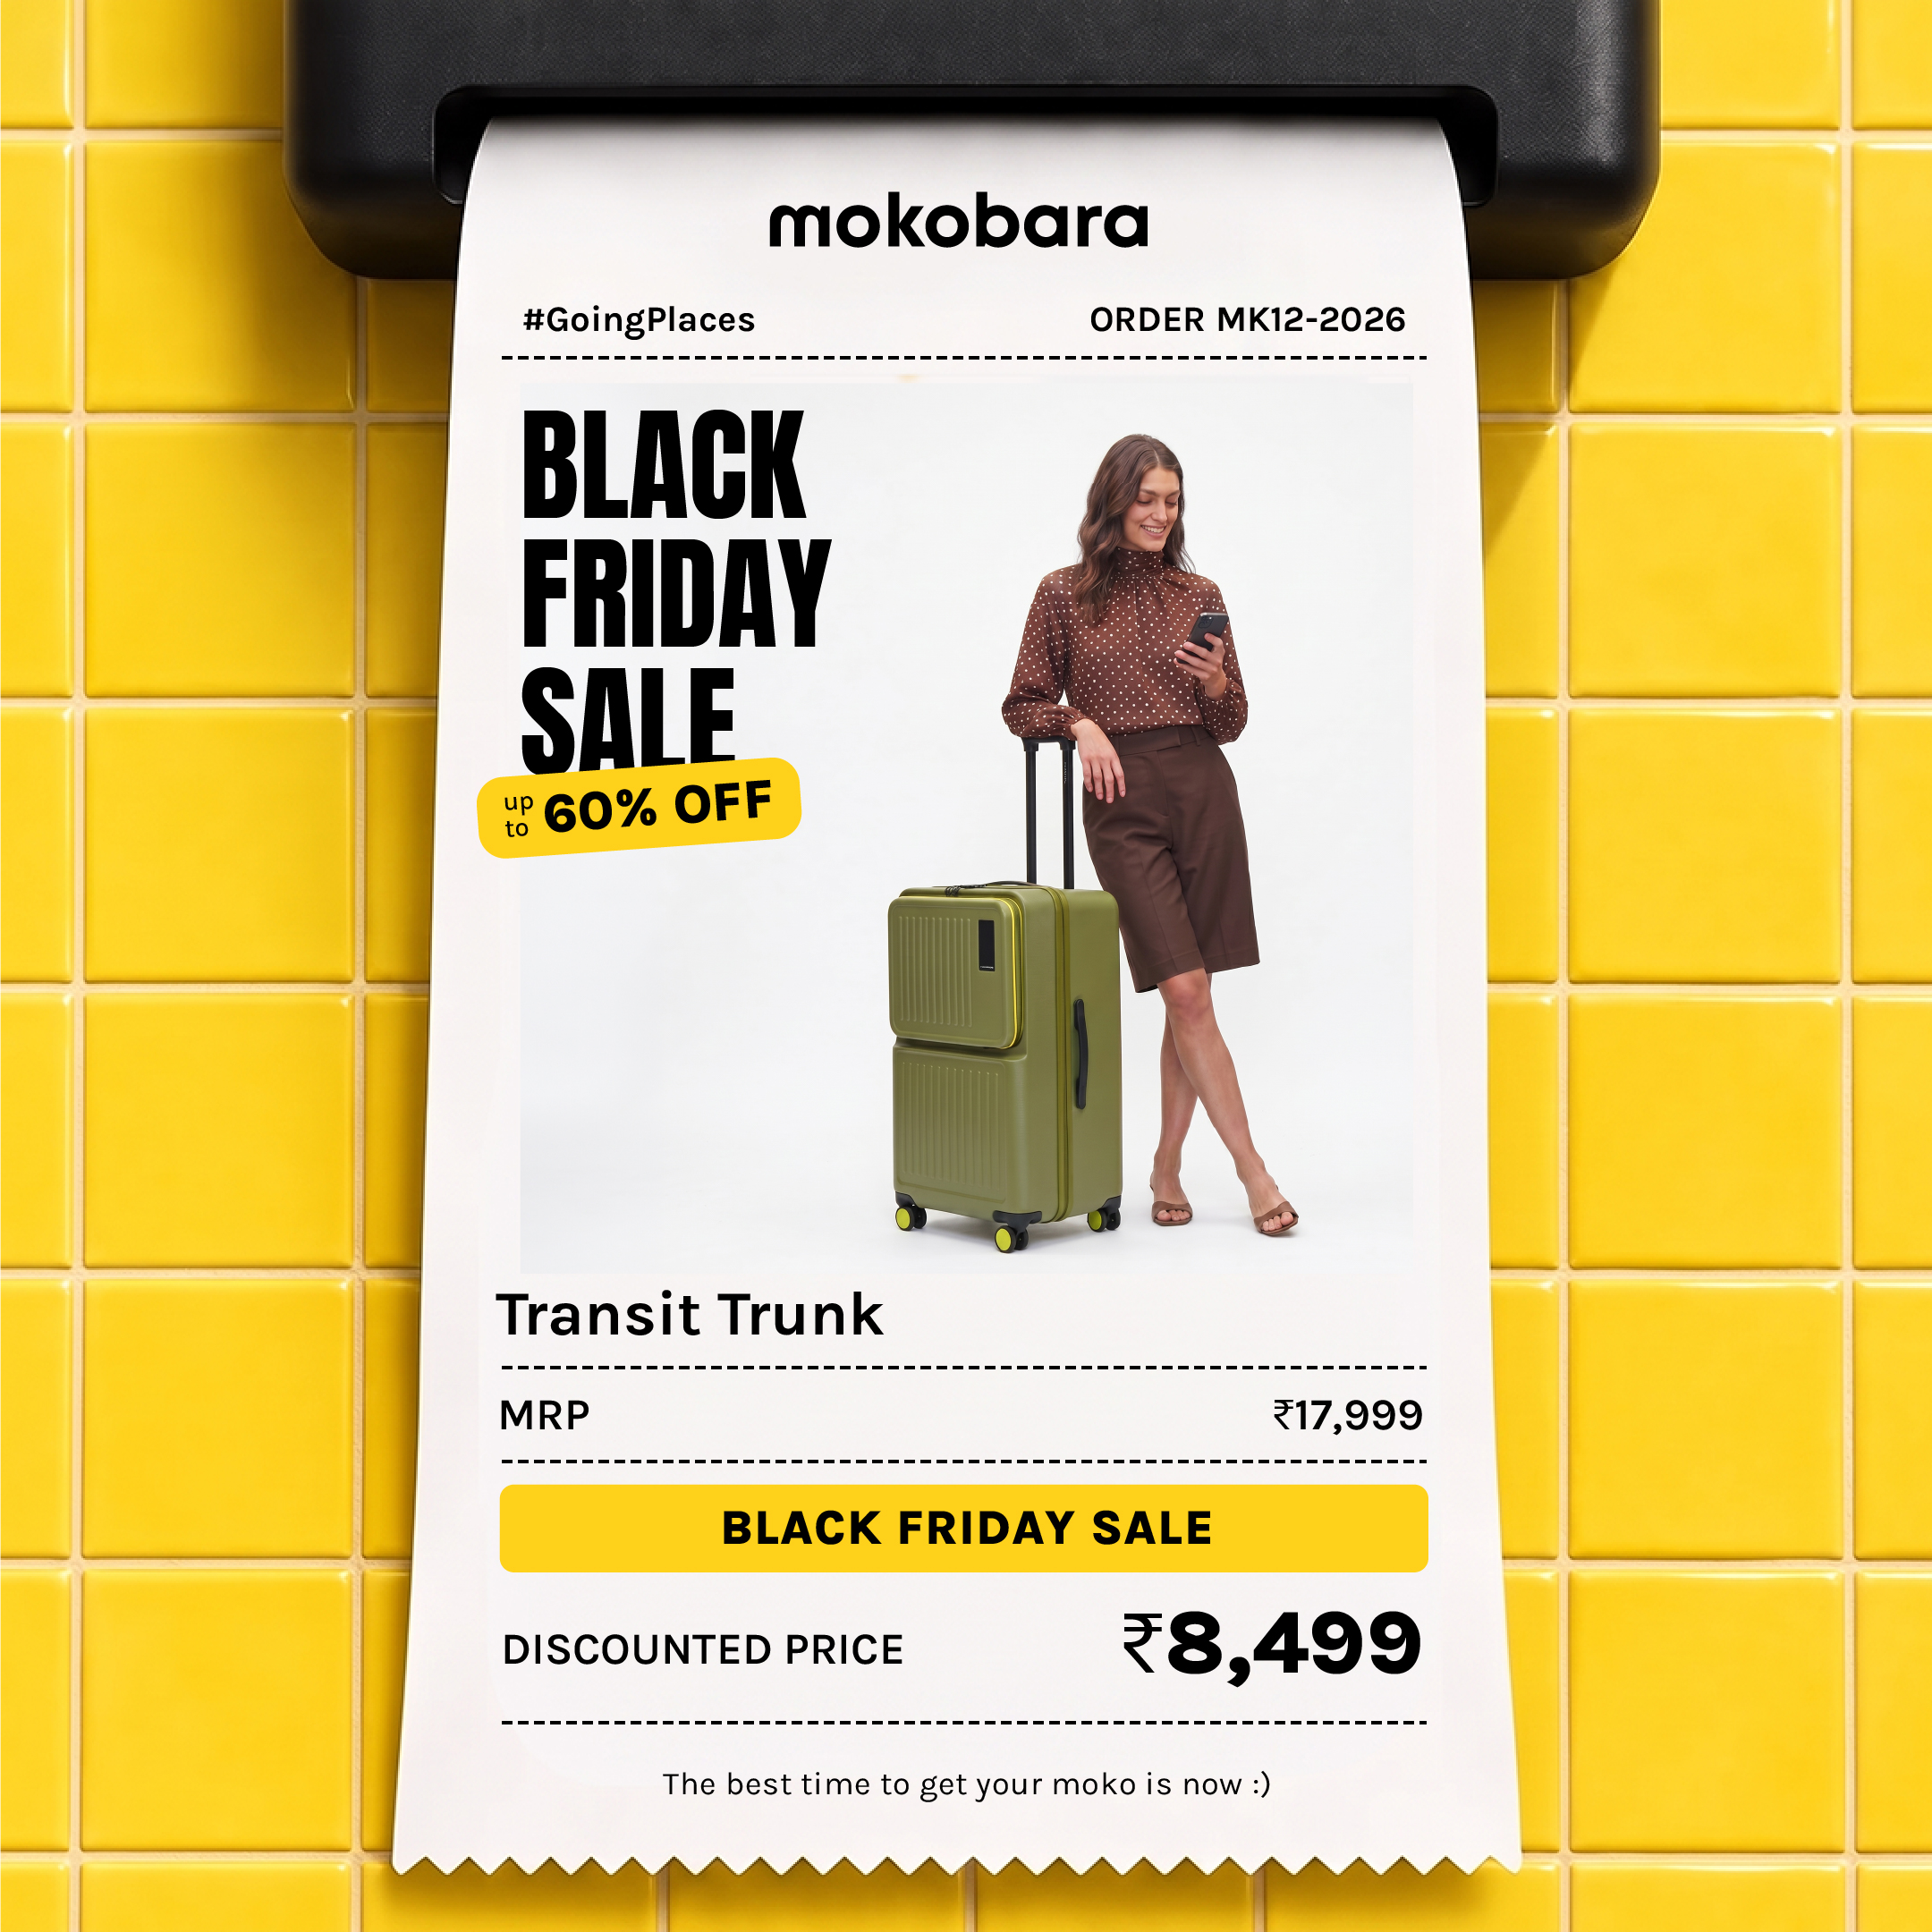 mokobara
#GoingPlaces ORDER MK12-2026
BLACK
FRIDAY
SALE
up
to 60% OFF
Transit Trunk
MRP ₹17,999
BLACK FRIDAY SALE
DISCOUNTED PRICE ₹8,499
The best time to get your moko is now :)